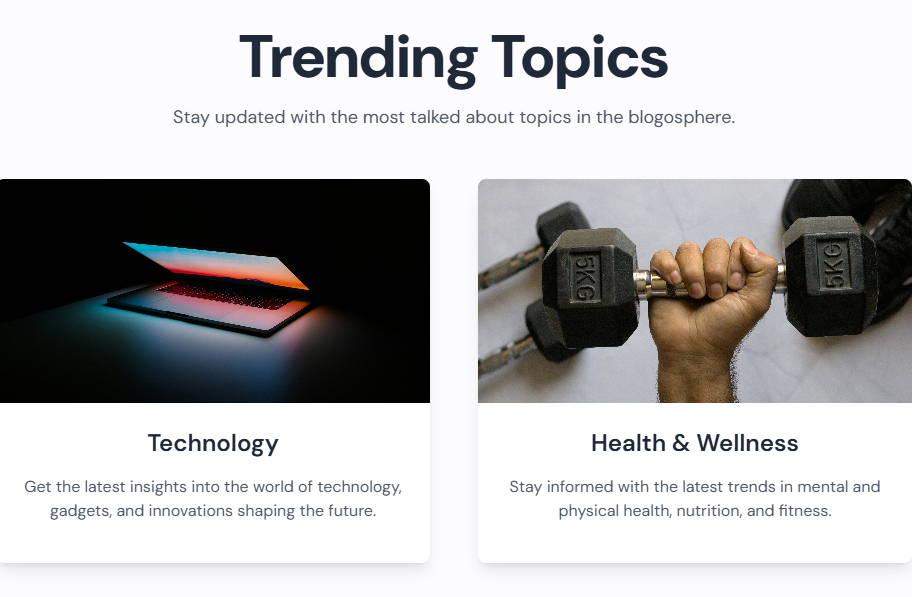 Trending Topics
Stay updated with the most talked about topics in the blogosphere.
5KG
5KG
Technology
Health & Wellness
Get the latest insights into the world of technology,
gadgets, and innovations shaping the future.
Stay informed with the latest trends in mental and
physical health, nutrition, and fitness.